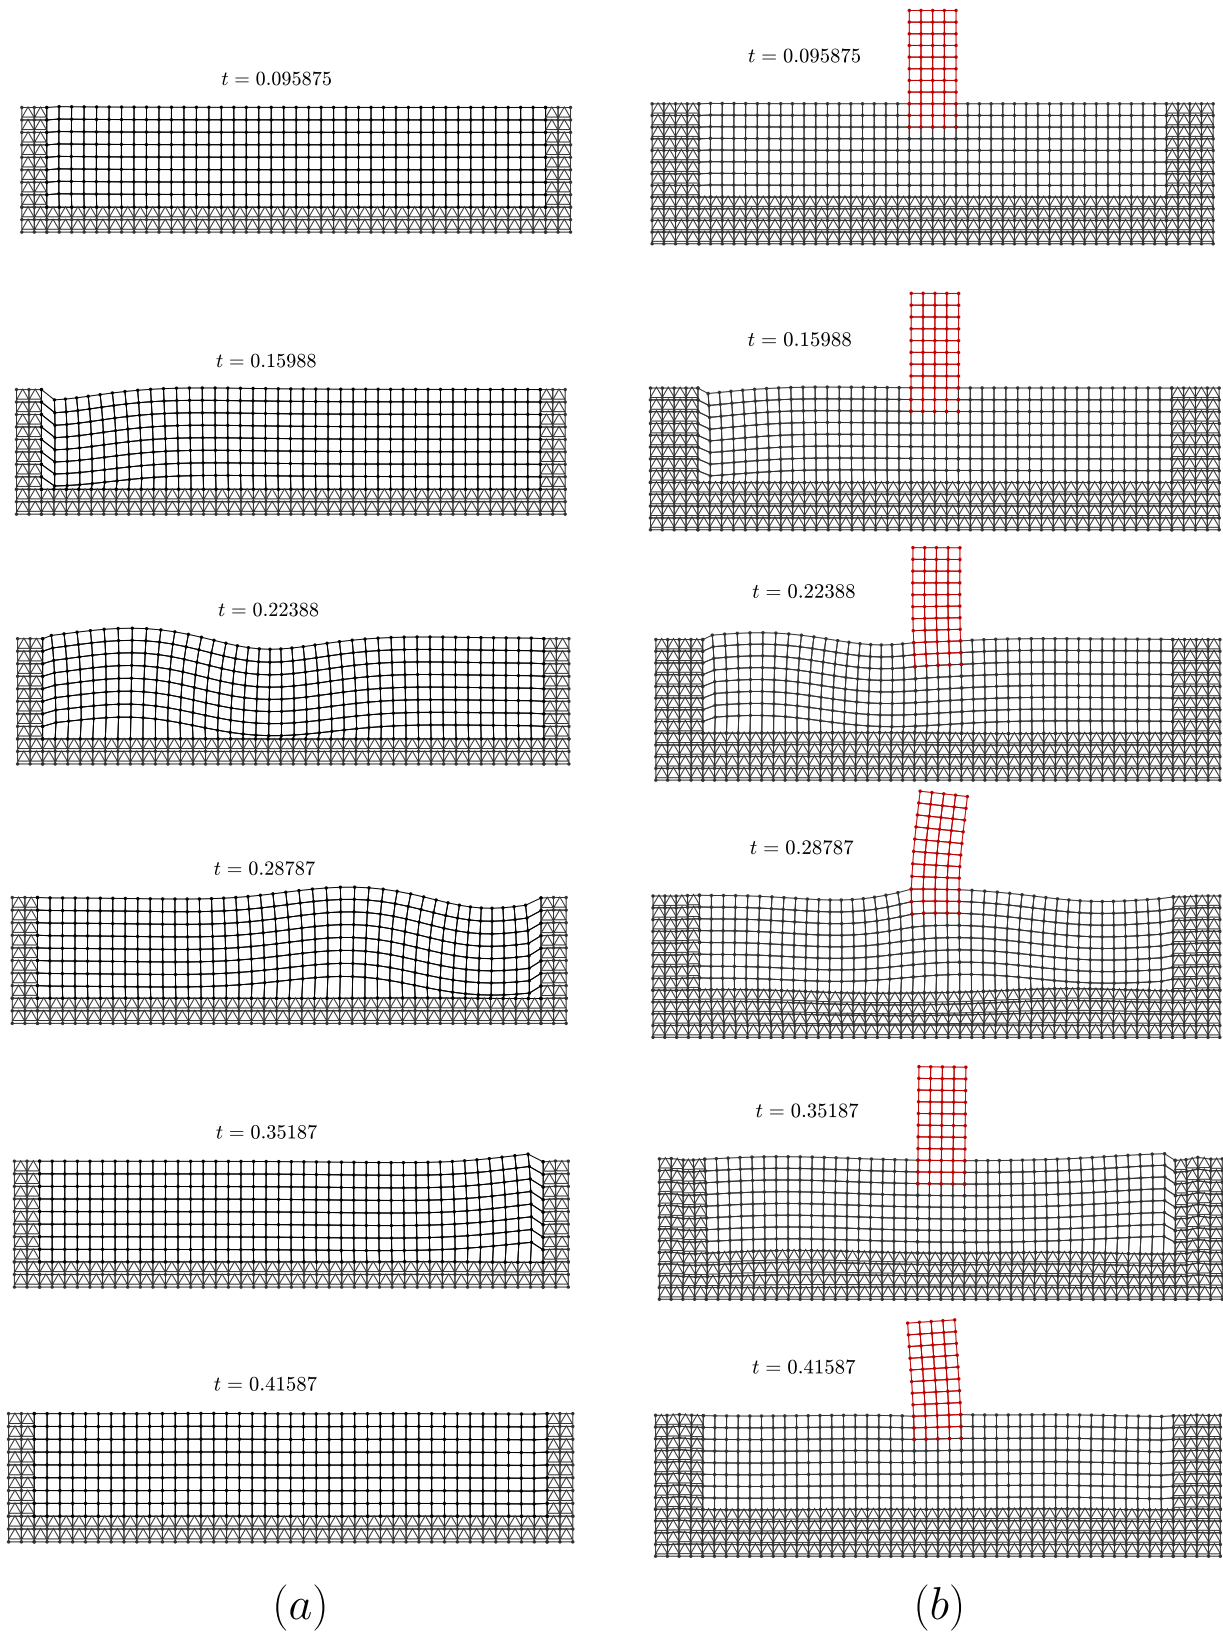 t = 0.095875
t = 0.095875
t = 0.15988
t = 0.15988
t = 0.22388
t = 0.22388
t = 0.28787
t = 0.28787
t = 0.35187
t = 0.35187
t = 0.41587
t = 0.41587
(a)
(b)